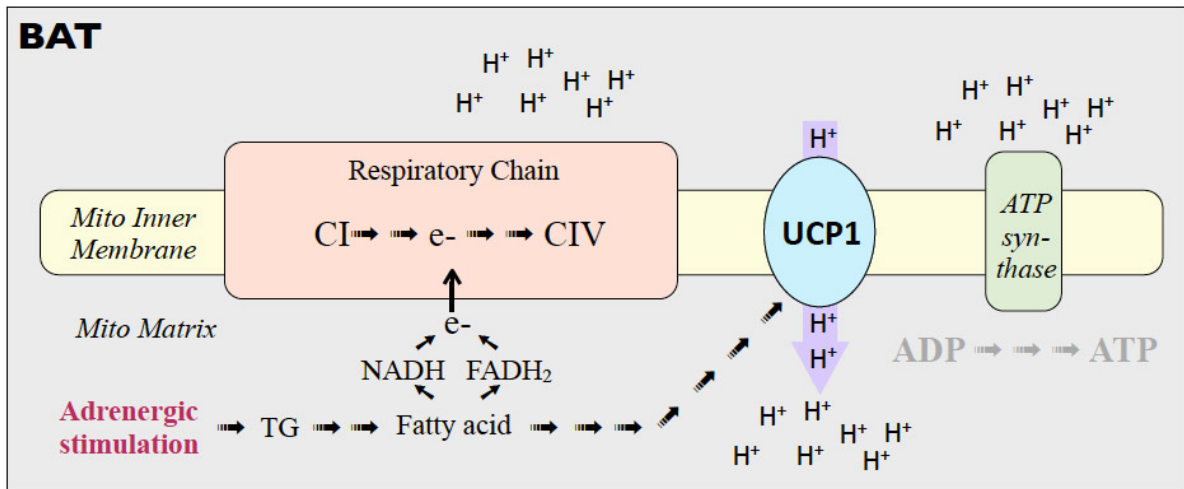 BAT
H⁺ H⁺ H⁺ H⁺
H⁺ H⁺ H⁺
H⁺ H⁺ H⁺ H⁺
H⁺ H⁺ H⁺
H⁺
Respiratory Chain
CI e- CIV
Mito Inner
Membrane
UCP1
ATP
syn-
thase
Mito Matrix
e-
NADH FADH₂
H⁺
H⁺
ADP ATP
Adrenergic
stimulation
TG Fatty acid
H⁺ H⁺ H⁺ H⁺
H⁺ H⁺ H⁺